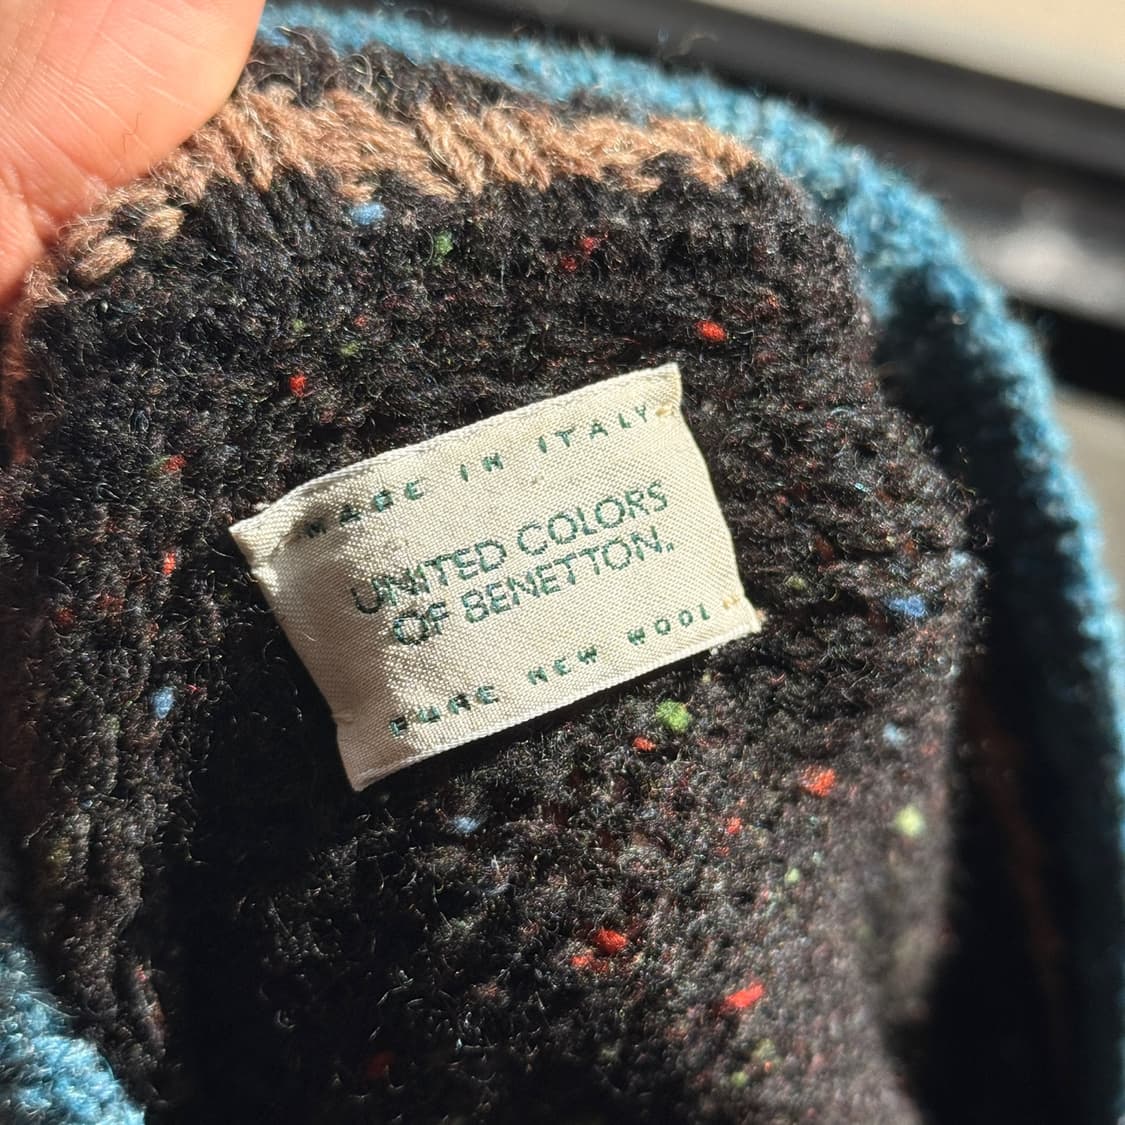 MADE IN ITALY
UNITED COLORS
OF BENETTON.
PURE NEW WOOL